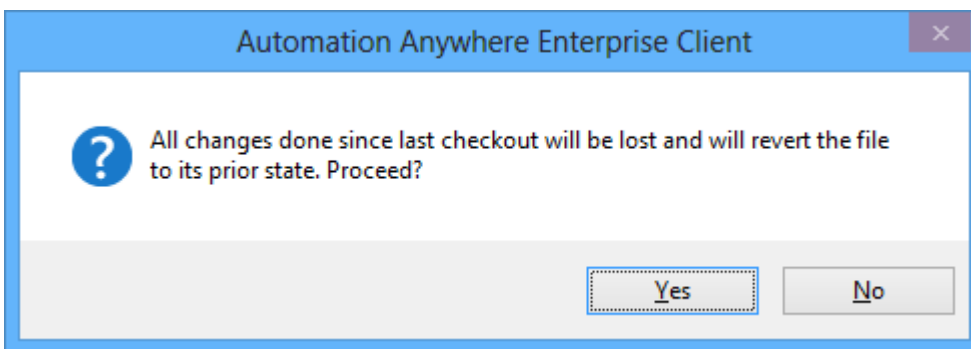 Automation Anywhere Enterprise Client
All changes done since last checkout will be lost and will revert the file
to its prior state. Proceed?
Yes
No